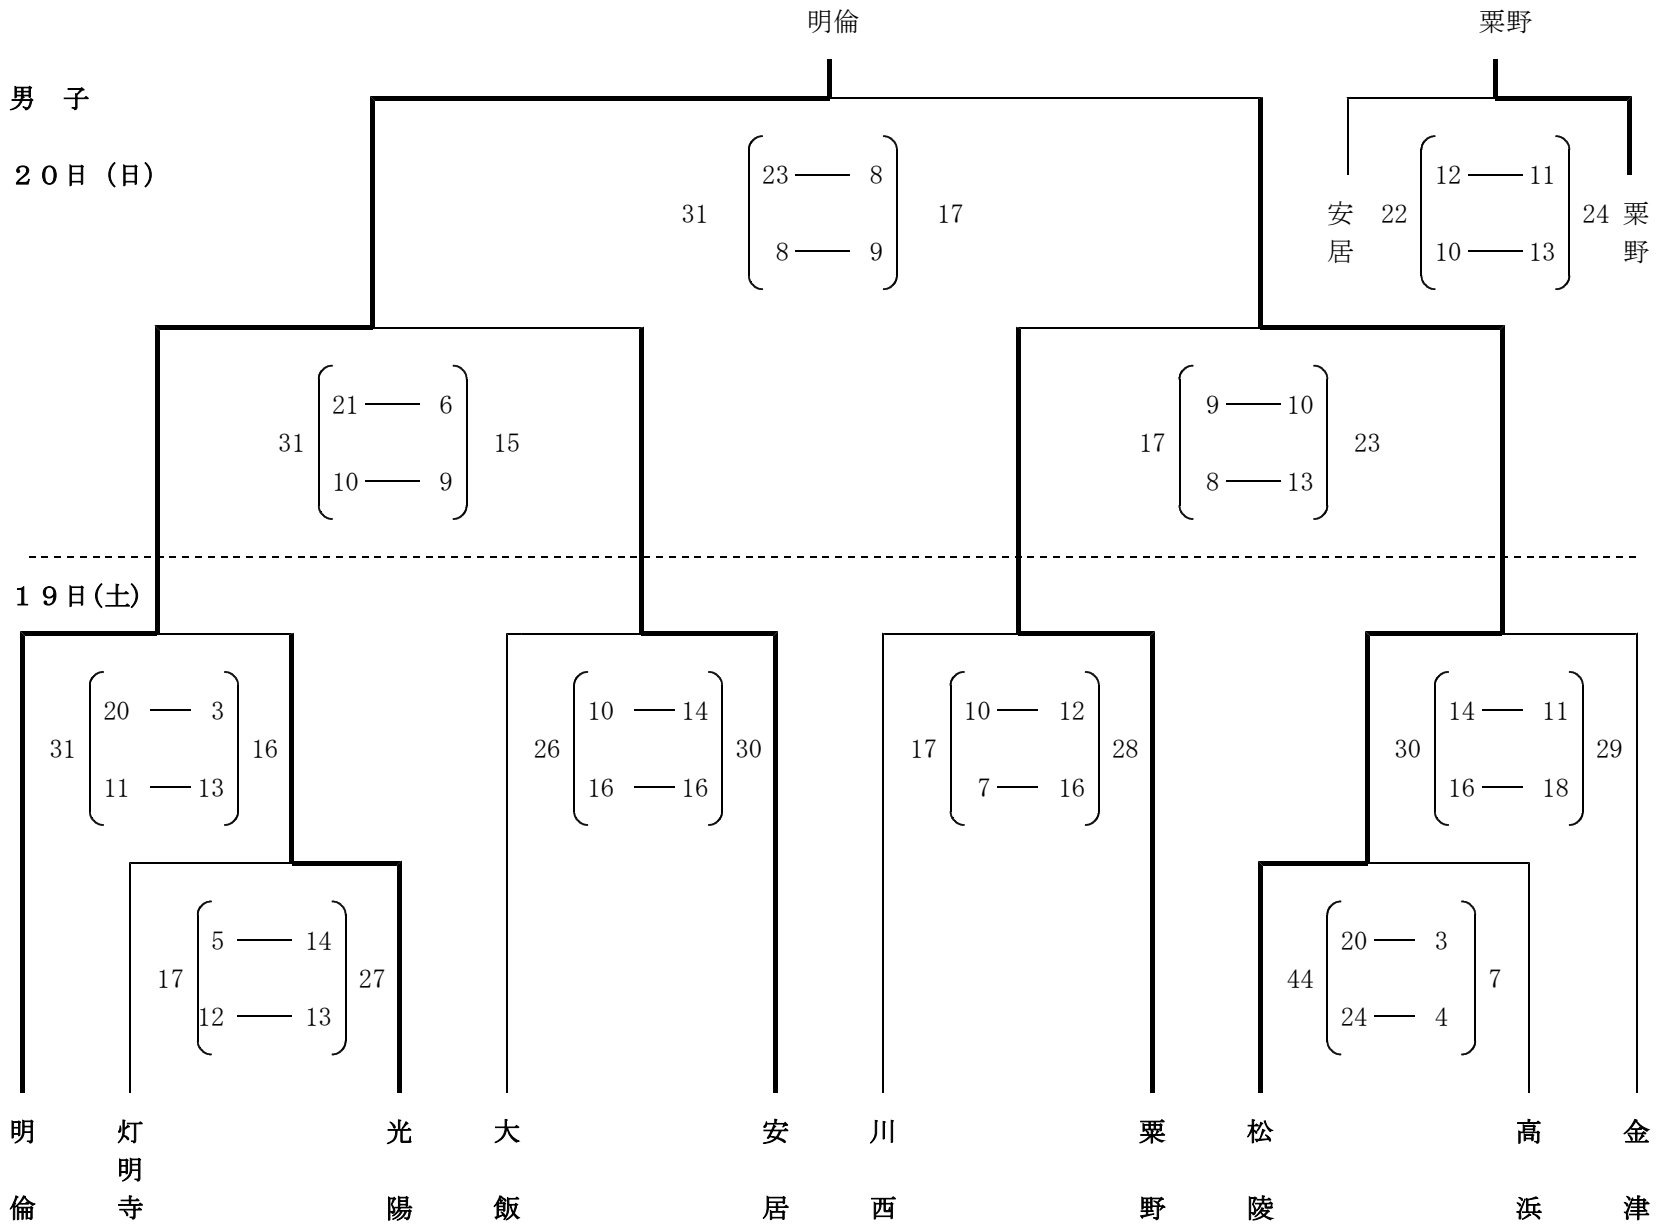 明倫 粟野
男 子
２０日 (日)
23 8 12 11
31 17 安居 22 24 粟野
8 9 10 13
21 6 9 10
31 15 17 23
10 9 8 13
１９日(土)
20 3 10 14 10 12 14 11
31 16 26 30 17 28 30 29
11 13 16 16 7 16 16 18
5 14 20 3
17 27 44 7
12 13 24 4
明倫 灯明寺 光陽 大飯 安居 川西 粟野 松陵 高浜 金津